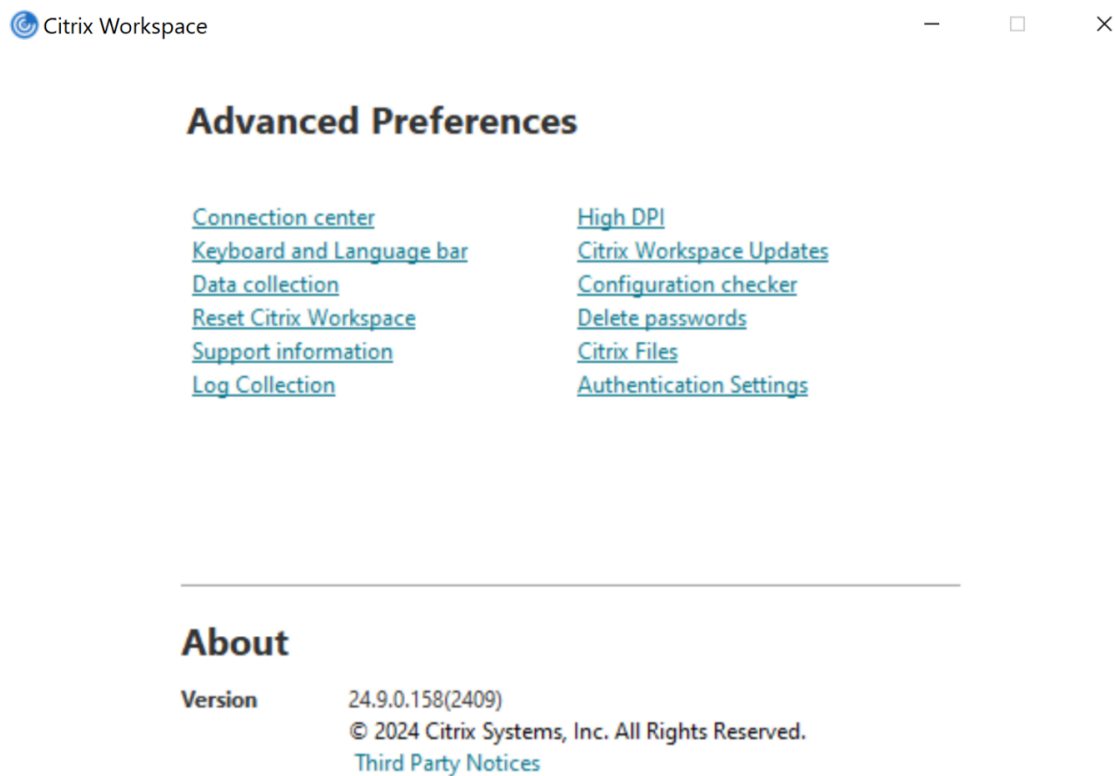 Citrix Workspace
Advanced Preferences
Connection center
Keyboard and Language bar
Data collection
Reset Citrix Workspace
Support information
Log Collection
High DPI
Citrix Workspace Updates
Configuration checker
Delete passwords
Citrix Files
Authentication Settings
About
Version 24.9.0.158(2409)
© 2024 Citrix Systems, Inc. All Rights Reserved.
Third Party Notices